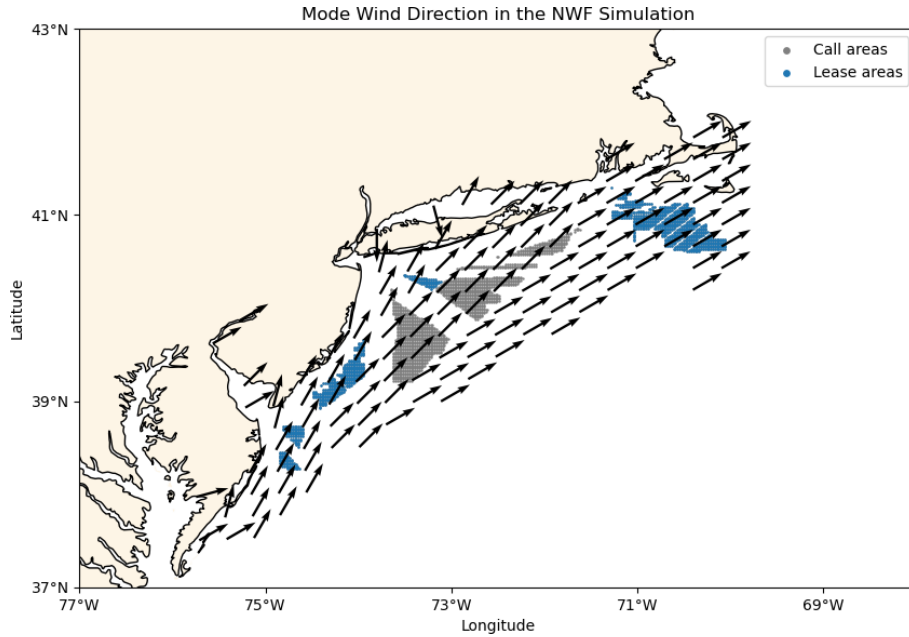 Mode Wind Direction in the NWF Simulation
43°N
Call areas
Lease areas
41°N
Latitude
39°N
37°N
77°W
75°W
73°W
71°W
69°W
Longitude